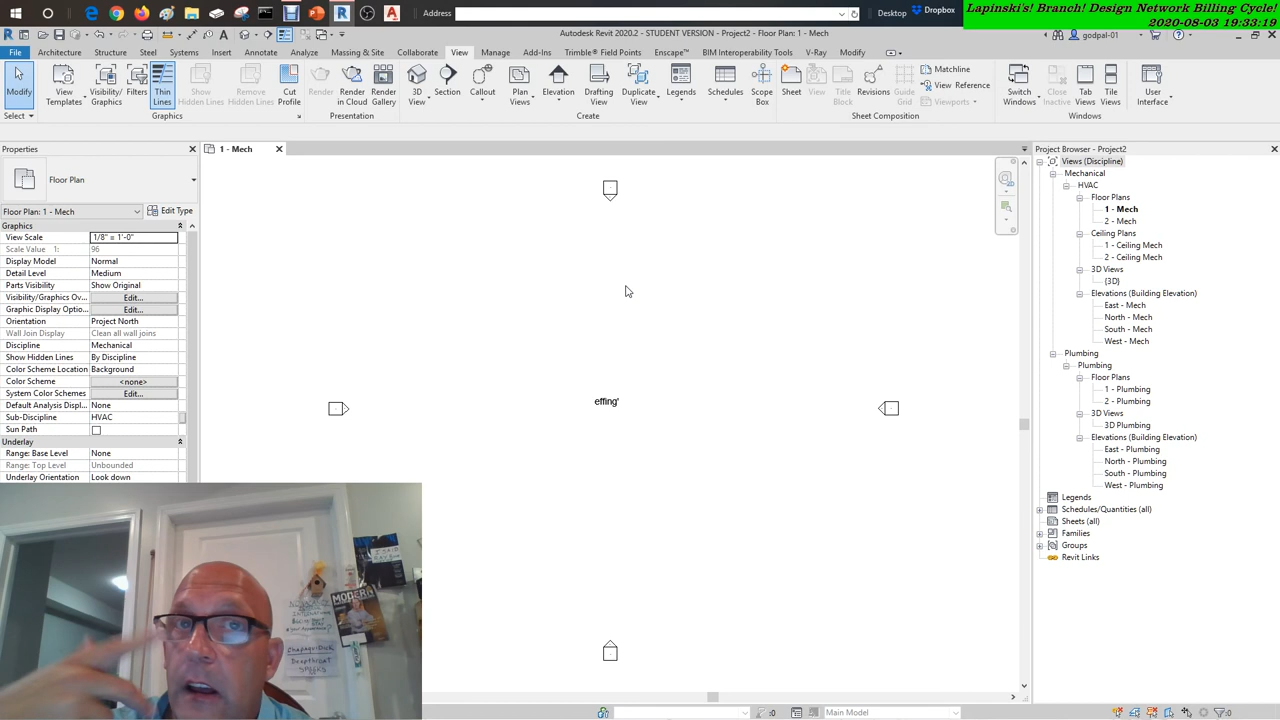 Address
Desktop
Dropbox
Lapinski's! Branch! Design Network Billing Cycle!
2020-08-03 19:33:19
Autodesk Revit 2020.2 - STUDENT VERSION - Project2 - Floor Plan: 1 - Mech
godpal-01
File Architecture Structure Steel Systems Insert Annotate Analyze Massing & Site Collaborate View Manage Add-Ins Trimble® Field Points Enscape™ BIM Interoperability Tools V-Ray Modify
Modify
View Templates
Visibility/ Graphics
Filters
Thin Lines
Show Hidden Lines
Remove Hidden Lines
Cut Profile
Render
Render in Cloud
Render Gallery
3D View
Section
Callout
Plan Views
Elevation
Drafting View
Duplicate View
Legends
Schedules
Scope Box
Sheet
View
Title Block
Revisions
Guide Grid
Matchline
View Reference
Viewports
Switch Windows
Close Inactive
Tab Views
Tile Views
User Interface
Select Graphics Presentation Create Sheet Composition Windows
Properties
Floor Plan
Floor Plan: 1 - Mech
Edit Type
Graphics
View Scale 1/8" = 1'-0"
Scale Value 1: 96
Display Model Normal
Detail Level Medium
Parts Visibility Show Original
Visibility/Graphics Ov... Edit...
Graphic Display Optio... Edit...
Orientation Project North
Wall Join Display Clean all wall joins
Discipline Mechanical
Show Hidden Lines By Discipline
Color Scheme Location Background
Color Scheme <none>
System Color Schemes Edit...
Default Analysis Displ... None
Sub-Discipline HVAC
Sun Path
Underlay
Range: Base Level None
Range: Top Level Unbounded
Underlay Orientation Look down
1 - Mech
effing'
Project Browser - Project2
Views (Discipline)
Mechanical
HVAC
Floor Plans
1 - Mech
2 - Mech
Ceiling Plans
1 - Ceiling Mech
2 - Ceiling Mech
3D Views
{3D}
Elevations (Building Elevation)
East - Mech
North - Mech
South - Mech
West - Mech
Plumbing
Plumbing
Floor Plans
1 - Plumbing
2 - Plumbing
3D Views
3D Plumbing
Elevations (Building Elevation)
East - Plumbing
North - Plumbing
South - Plumbing
West - Plumbing
Legends
Schedules/Quantities (all)
Sheets (all)
Families
Groups
Revit Links
MODERN
Chapaquidick
Deepthroat
SPEAKS
:0
Main Model
:0